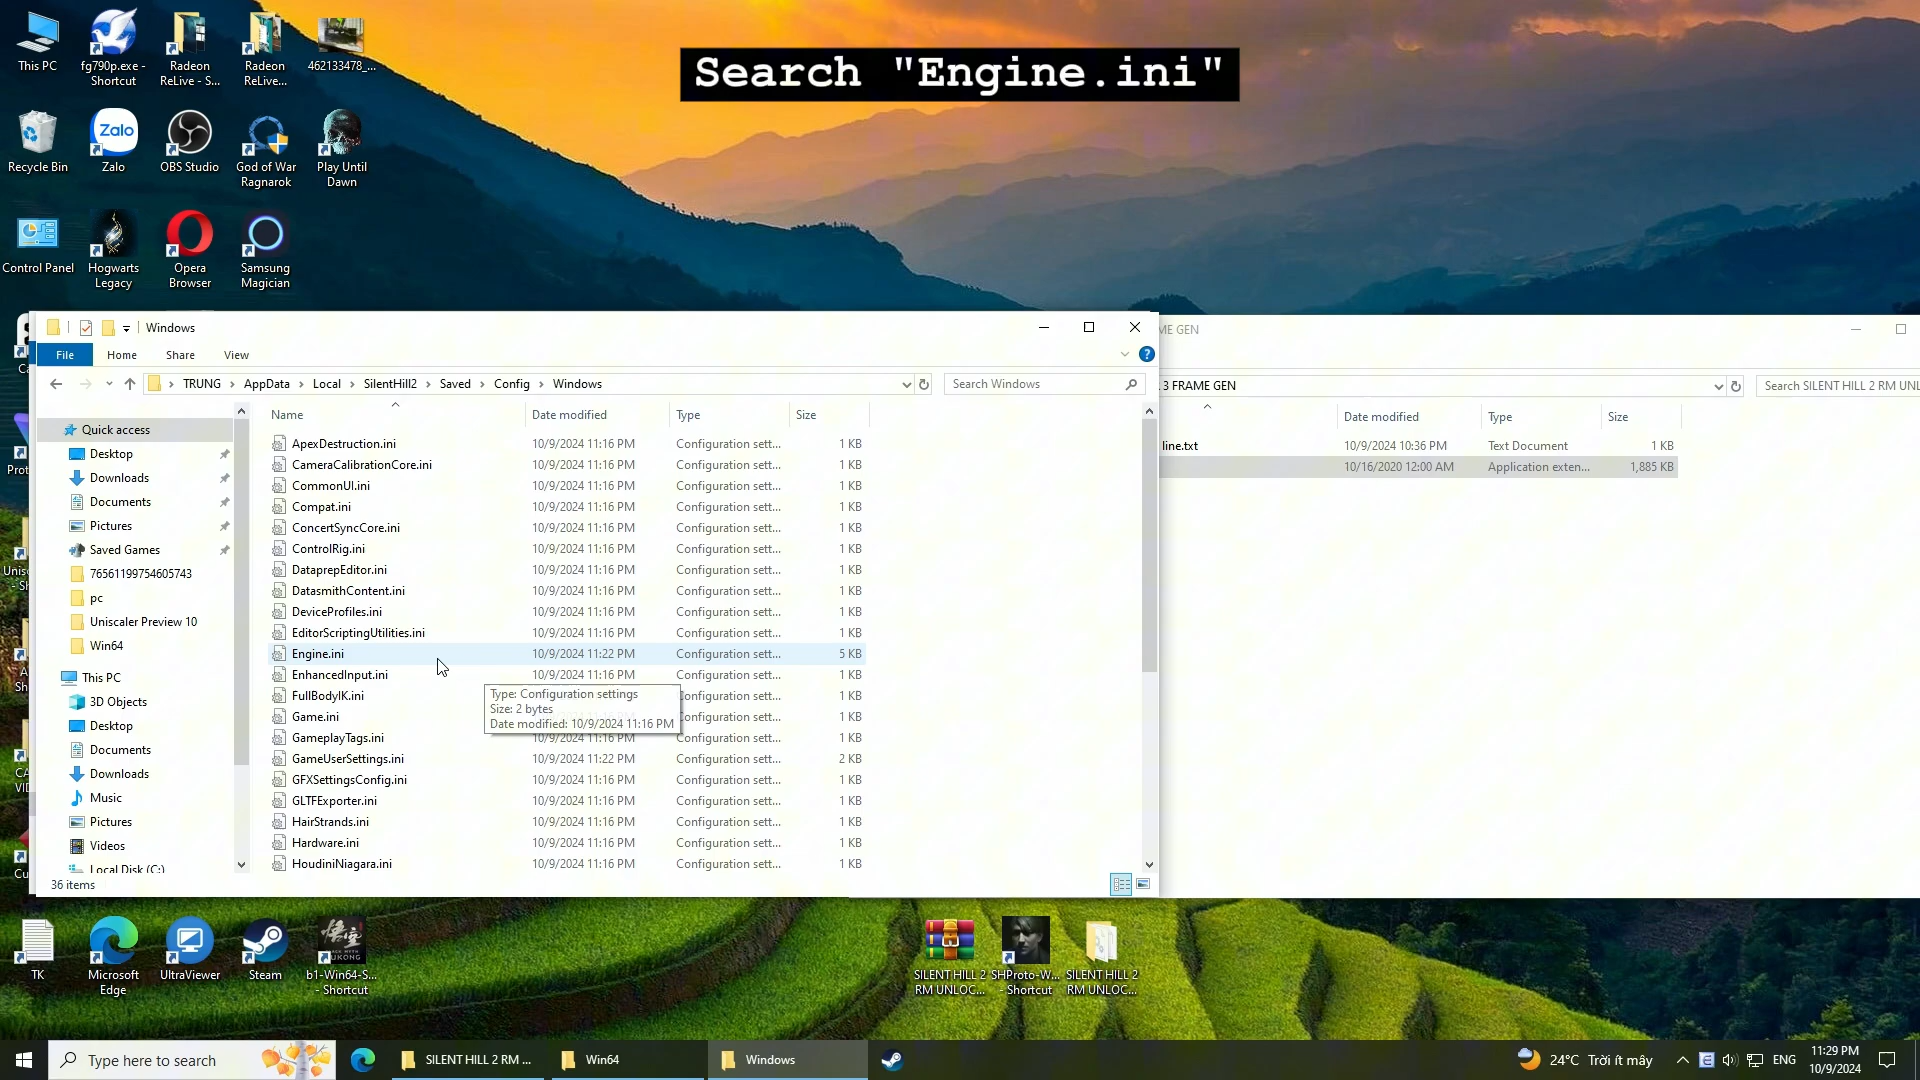 Search "Engine.ini"
This PC
fg790p.exe -
Shortcut
Radeon
ReLive - S...
Radeon
ReLive...
462133478_...
Recycle Bin
Zalo
Zalo
OBS Studio
God of War
Ragnarok
Play Until
Dawn
Control Panel
Hogwarts
Legacy
Opera
Browser
Samsung
Magician
Windows
File
Home
Share
View
TRUNG
AppData
Local
SilentHill2
Saved
Config
Windows
Search Windows
Quick access
Desktop
Downloads
Documents
Pictures
Saved Games
76561199754605743
pc
Uniscaler Preview 10
Win64
This PC
3D Objects
Desktop
Documents
Downloads
Music
Pictures
Videos
Local Disk (C:)
Name Date modified Type Size
ApexDestruction.ini 10/9/2024 11:16 PM Configuration sett... 1 KB
CameraCalibrationCore.ini 10/9/2024 11:16 PM Configuration sett... 1 KB
CommonUI.ini 10/9/2024 11:16 PM Configuration sett... 1 KB
Compat.ini 10/9/2024 11:16 PM Configuration sett... 1 KB
ConcertSyncCore.ini 10/9/2024 11:16 PM Configuration sett... 1 KB
ControlRig.ini 10/9/2024 11:16 PM Configuration sett... 1 KB
DataprepEditor.ini 10/9/2024 11:16 PM Configuration sett... 1 KB
DatasmithContent.ini 10/9/2024 11:16 PM Configuration sett... 1 KB
DeviceProfiles.ini 10/9/2024 11:16 PM Configuration sett... 1 KB
EditorScriptingUtilities.ini 10/9/2024 11:16 PM Configuration sett... 1 KB
Engine.ini 10/9/2024 11:22 PM Configuration sett... 5 KB
EnhancedInput.ini 10/9/2024 11:16 PM Configuration sett... 1 KB
FullBodyIK.ini 1 KB
Game.ini 1 KB
GameplayTags.ini 10/9/2024 11:16 PM Configuration sett... 1 KB
GameUserSettings.ini 10/9/2024 11:22 PM Configuration sett... 2 KB
GFXSettingsConfig.ini 10/9/2024 11:16 PM Configuration sett... 1 KB
GLTFExporter.ini 10/9/2024 11:16 PM Configuration sett... 1 KB
HairStrands.ini 10/9/2024 11:16 PM Configuration sett... 1 KB
Hardware.ini 10/9/2024 11:16 PM Configuration sett... 1 KB
HoudiniNiagara.ini 10/9/2024 11:16 PM Configuration sett... 1 KB
Type: Configuration settings
Size: 2 bytes
Date modified: 10/9/2024 11:16 PM
36 items
ME GEN
3 FRAME GEN
Search SILENT HILL 2 RM UNL
Date modified Type Size
line.txt 10/9/2024 10:36 PM Text Document 1 KB
10/16/2020 12:00 AM Application exten... 1,885 KB
TK
Microsoft
Edge
UltraViewer
Steam
b1-Win64-S...
- Shortcut
SILENT HILL 2
RM UNLOC...
SHProto-W...
- Shortcut
SILENT HILL 2
RM UNLOC...
Type here to search
SILENT HILL 2 RM ...
Win64
Windows
24°C Trời ít mây
ENG
11:29 PM
10/9/2024